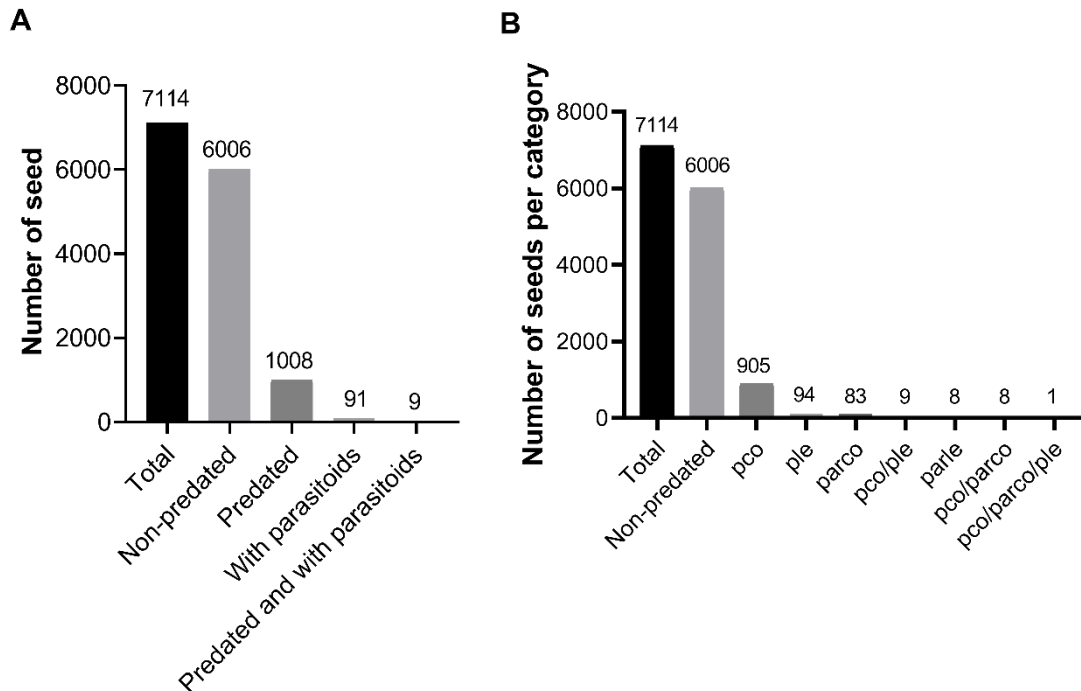 A
Number of seed
8000
6000
4000
2000
0
7114
6006
1008
91
9
Total
Non-predated
Predated
With parasitoids
Predated and with parasitoids
B
Number of seeds per category
8000
6000
4000
2000
0
7114
6006
905
94
83
9
8
8
1
Total
Non-predated
pco
ple
parco
pco/ple
parle
pco/parco
pco/parco/ple